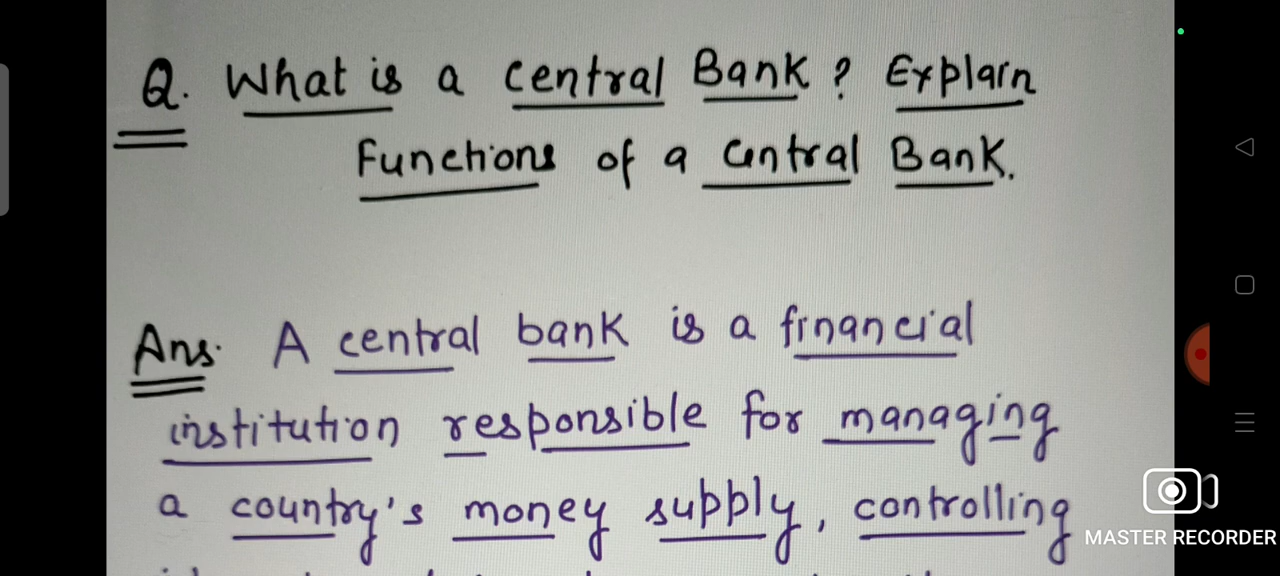 Q. What is a central Bank? Explain
Functions of a central Bank.
Ans. A central bank is a financial
institution responsible for managing
a country's money supply, controlling
MASTER RECORDER